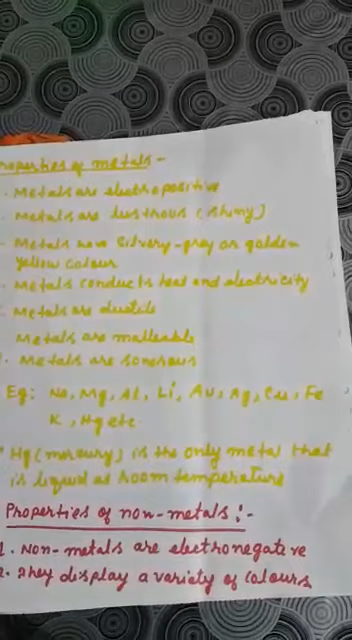 roperties of metals -
. Metals are electropositive
. Metals are lustrous (shiny)
. Metals have silvery-gray or golden
yellow colour
. Metals conducts heat and electricity
. Metals are ductile
Metals are malleable
. Metals are sonorous
Eg: Na, Mg, Al, Li, Au, Ag, Cu, Fe
K, Hg etc
* Hg (mercury) is the only metal that
is liquid at room temperature
Properties of non-metals :-
1. Non-metals are electronegative
2. They display a variety of colours